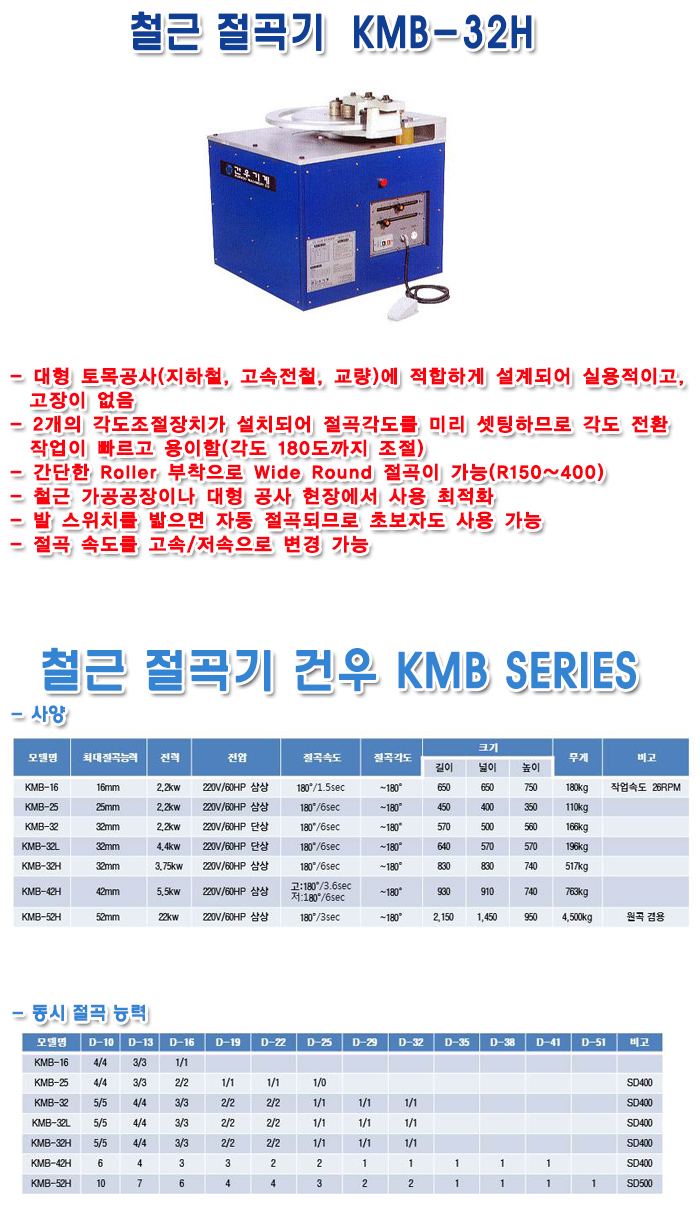 철근 절곡기 KMB-32H
건우기계
- 대형 토목공사(지하철, 고속전철, 교량)에 적합하게 설계되어 실용적이고,
고장이 없음
- 2개의 각도조절장치가 설치되어 절곡각도를 미리 셋팅하므로 각도 전환
작업이 빠르고 용이함(각도 180도까지 조절)
- 간단한 Roller 부착으로 Wide Round 절곡이 가능(R150~400)
- 철근 가공공장이나 대형 공사 현장에서 사용 최적화
- 발 스위치를 밟으면 자동 절곡되므로 초보자도 사용 가능
- 절곡 속도를 고속/저속으로 변경 가능
철근 절곡기 건우 KMB SERIES
- 사양
모델명 최대절곡능력 전력 전압 절곡속도 절곡각도 크기 무게 비고
길이 넓이 높이
KMB-16 16mm 2,2kw 220V/60HP 삼상 180°/1.5sec ~180° 650 650 750 180kg 작업속도 26RPM
KMB-25 25mm 2,2kw 220V/60HP 삼상 180°/6sec ~180° 450 400 350 110kg
KMB-32 32mm 2,2kw 220V/60HP 단상 180°/6sec ~180° 570 500 560 166kg
KMB-32L 32mm 4,4kw 220V/60HP 단상 180°/6sec ~180° 640 570 570 196kg
KMB-32H 32mm 3,75kw 220V/60HP 삼상 180°/6sec ~180° 830 830 740 517kg
KMB-42H 42mm 5,5kw 220V/60HP 삼상 고:180°/3.6sec ~180° 930 910 740 763kg
저:180°/6sec
KMB-52H 52mm 22kw 220V/60HP 삼상 180°/3sec ~180° 2,150 1,450 950 4,500kg 원곡 겸용
- 동시 절곡 능력
모델명 D-10 D-13 D-16 D-19 D-22 D-25 D-29 D-32 D-35 D-38 D-41 D-51 비고
KMB-16 4/4 3/3 1/1
KMB-25 4/4 3/3 2/2 1/1 1/1 1/0 SD400
KMB-32 5/5 4/4 3/3 2/2 2/2 1/1 1/1 1/1 SD400
KMB-32L 5/5 4/4 3/3 2/2 2/2 1/1 1/1 1/1 SD400
KMB-32H 5/5 4/4 3/3 2/2 2/2 1/1 1/1 1/1 SD400
KMB-42H 6 4 3 3 2 2 1 1 1 1 1 SD400
KMB-52H 10 7 6 4 4 3 2 2 1 1 1 1 SD500